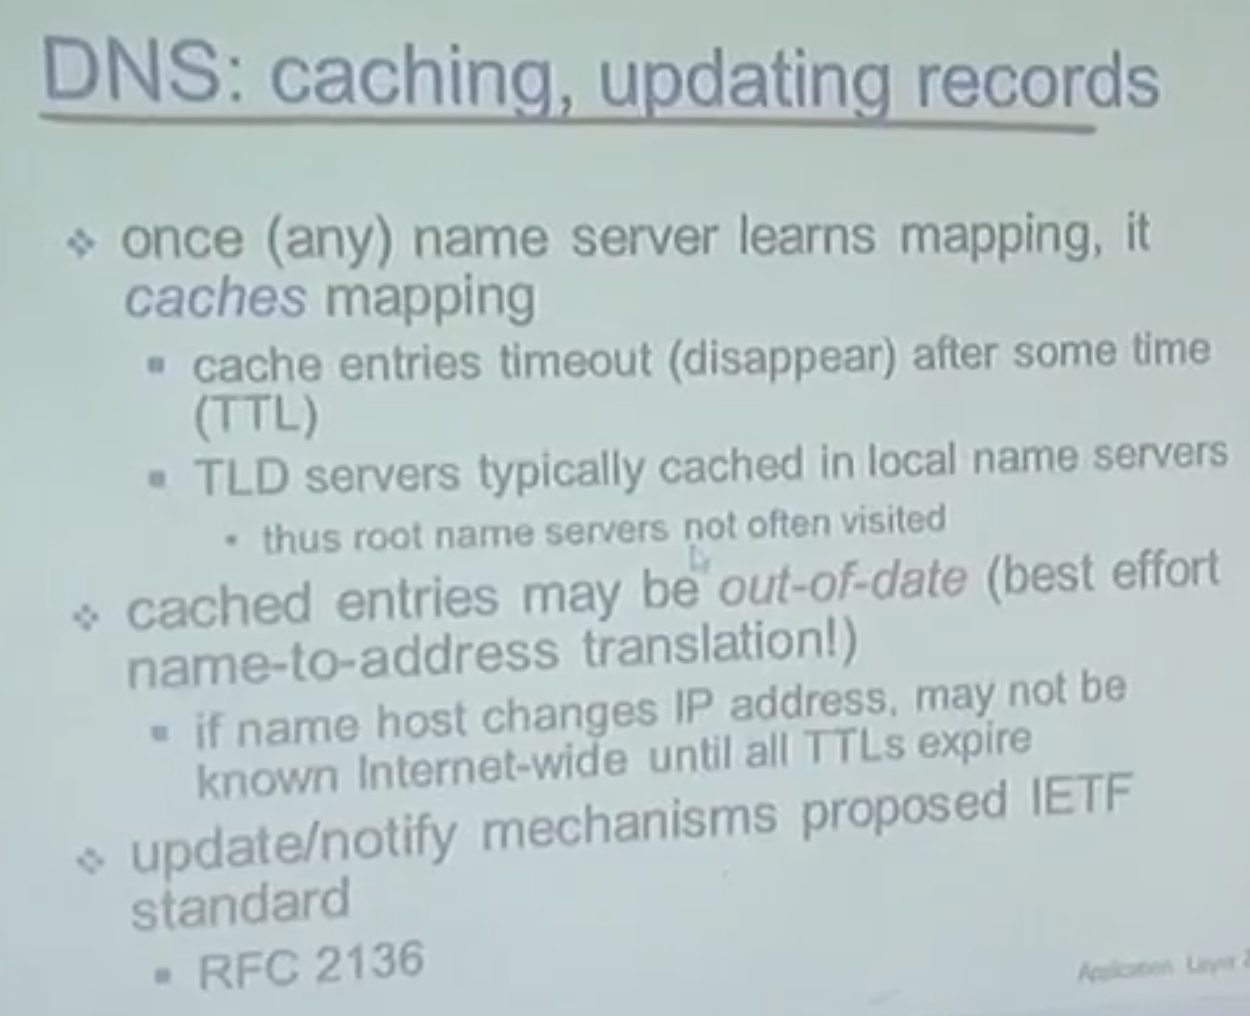 DNS: caching, updating records
once (any) name server learns mapping, it
caches mapping
cache entries timeout (disappear) after some time
(TTL)
TLD servers typically cached in local name servers
thus root name servers not often visited
cached entries may be out-of-date (best effort
name-to-address translation!)
if name host changes IP address, may not be
known Internet-wide until all TTLs expire
update/notify mechanisms proposed IETF
standard
RFC 2136
Application Layer 2